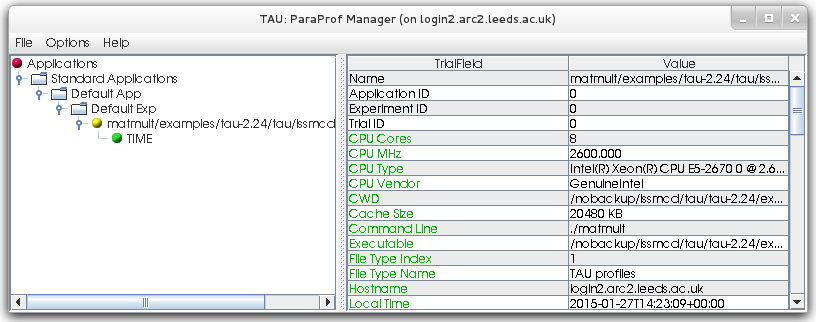 TAU: ParaProf Manager (on login2.arc2.leeds.ac.uk)
File Options Help
Applications
Standard Applications
Default App
Default Exp
matmult/examples/tau-2.24/tau/issmcd
TIME
TrialField Value
Name matmult/examples/tau-2.24/tau/iss...
Application ID 0
Experiment ID 0
Trial ID 0
CPU Cores 8
CPU MHz 2600.000
CPU Type Intel(R) Xeon(R) CPU E5-2670 0 @ 2.6...
CPU Vendor GenuineIntel
CWD /nobackup/issmcd/tau/tau-2.24/ex...
Cache Size 20480 KB
Command Line ./matmult
Executable /nobackup/issmcd/tau/tau-2.24/ex...
File Type Index 1
File Type Name TAU profiles
Hostname login2.arc2.leeds.ac.uk
Local Time 2015-01-27T14:23:09+00:00